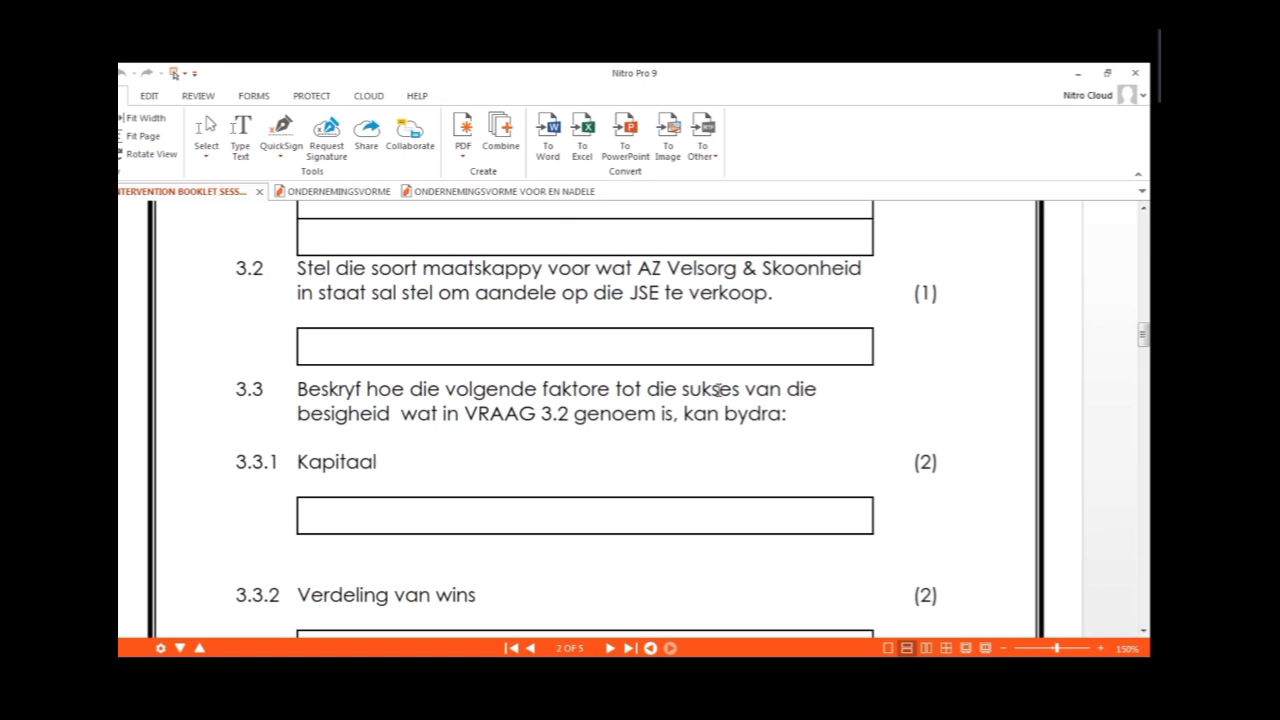 Nitro Pro 9
EDIT REVIEW FORMS PROTECT CLOUD HELP
Nitro Cloud
Fit Width
Fit Page
Rotate View
Select
Type Text
QuickSign
Request Signature
Share
Collaborate
Tools
PDF
Combine
Create
To Word
To Excel
To PowerPoint
To Image
To Other
Convert
NTERVENTION BOOKLET SESS... ONDERNEMINGSVORME ONDERNEMINGSVORME VOOR EN NADELE
3.2 Stel die soort maatskappy voor wat AZ Velsorg & Skoonheid
in staat sal stel om aandele op die JSE te verkoop. (1)
3.3 Beskryf hoe die volgende faktore tot die sukses van die
besigheid wat in VRAAG 3.2 genoem is, kan bydra:
3.3.1 Kapitaal (2)
3.3.2 Verdeling van wins (2)
2 OF 5
150%